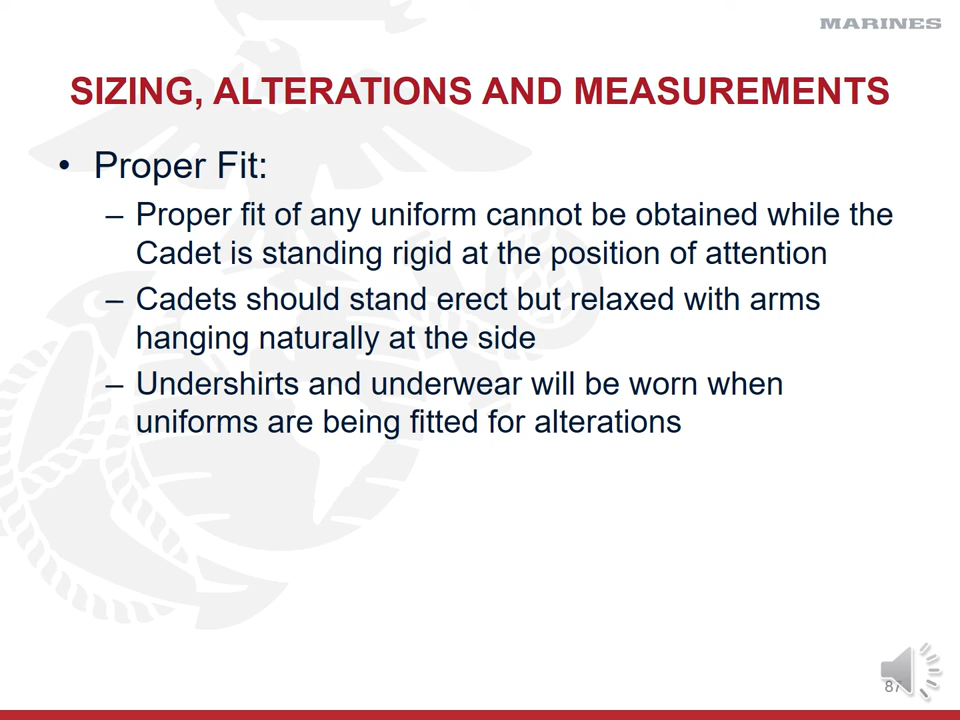 MARINES
SIZING, ALTERATIONS AND MEASUREMENTS
• Proper Fit:
– Proper fit of any uniform cannot be obtained while the
Cadet is standing rigid at the position of attention
– Cadets should stand erect but relaxed with arms
hanging naturally at the side
– Undershirts and underwear will be worn when
uniforms are being fitted for alterations
87